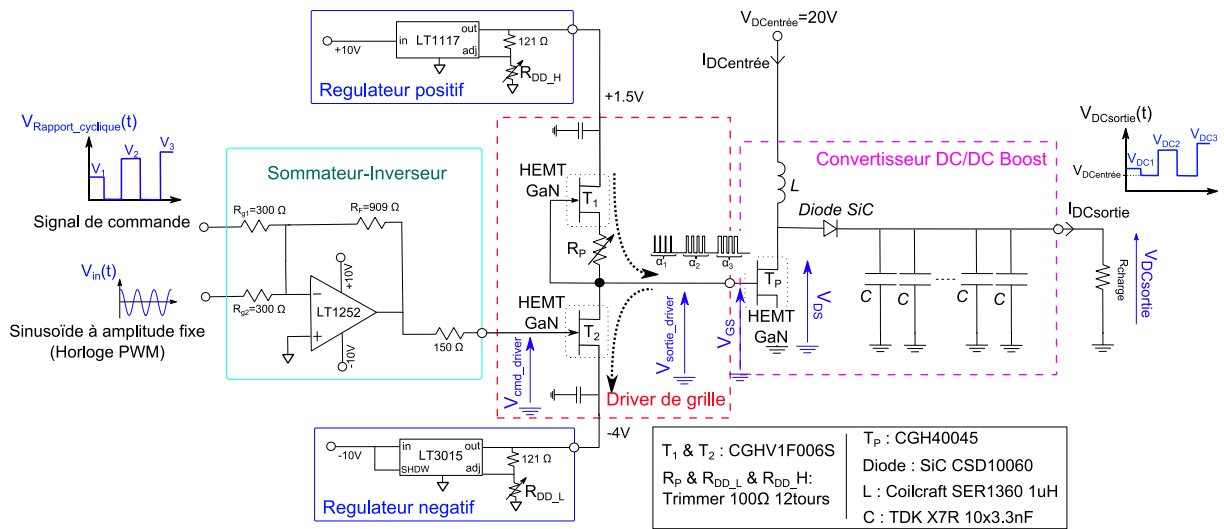 +10V
in
LT1117
out
adj
121 Ω
R_DD_H
Regulateur positif
+1.5V
V_DCentrée=20V
I_DCentrée
V_Rapport_cyclique(t)
V_1
V_2
V_3
Signal de commande
V_in(t)
Sinusoïde à amplitude fixe
(Horloge PWM)
Sommateur-Inverseur
R_g1=300 Ω
R_F=909 Ω
R_g2=300 Ω
+10V
−
LT1252
+
-10V
150 Ω
V_cmd_driver
HEMT
GaN
T_1
R_P
HEMT
GaN
T_2
Driver de grille
V_sortie_driver
α_1
α_2
α_3
V_GS
Convertisseur DC/DC Boost
L
Diode SiC
T_P
HEMT
GaN
V_DS
C
C
C
C
I_DCsortie
Rcharge
V_DCsortie
V_DCsortie(t)
V_DC1
V_DC2
V_DC3
V_DCentrée
-4V
-10V
in
SHDW
LT3015
out
adj
121 Ω
R_DD_L
Regulateur negatif
T_1 & T_2 : CGHV1F006S
R_P & R_DD_L & R_DD_H:
Trimmer 100Ω 12tours
T_P : CGH40045
Diode : SiC CSD10060
L : Coilcraft SER1360 1uH
C : TDK X7R 10x3.3nF